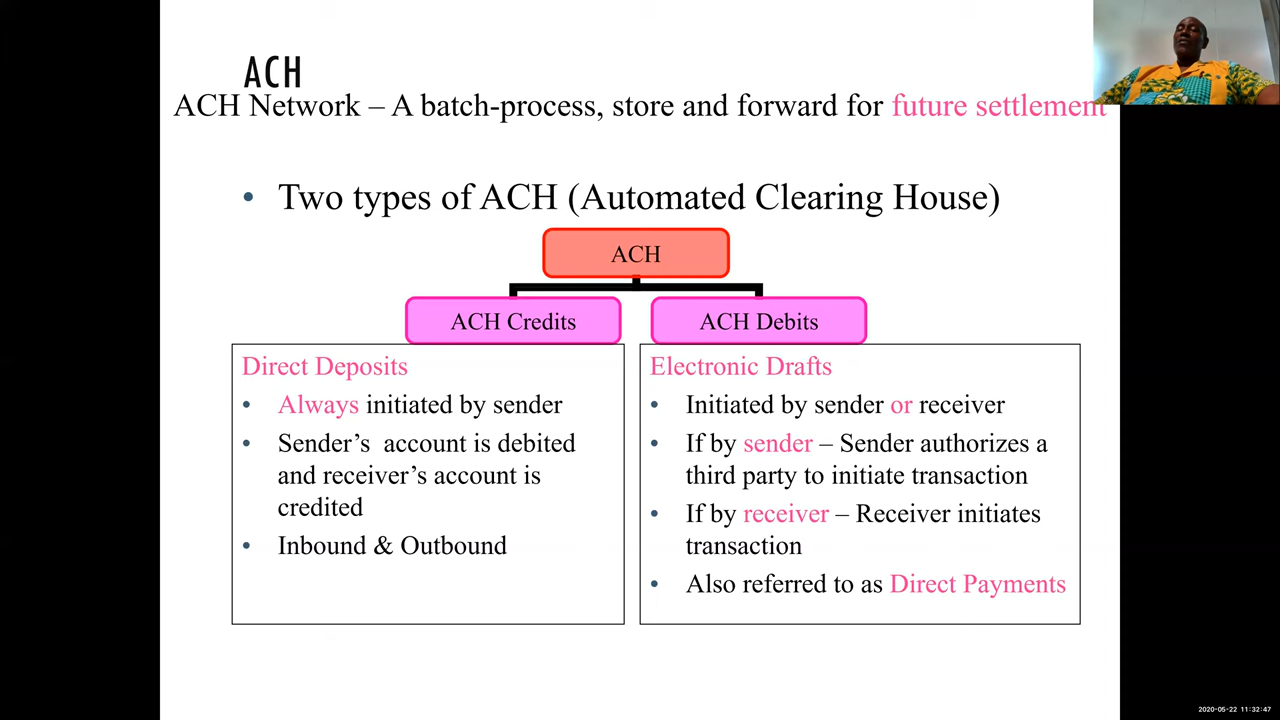 ACH
ACH Network – A batch-process, store and forward for future settlement
• Two types of ACH (Automated Clearing House)
ACH
ACH Credits
ACH Debits
Direct Deposits
• Always initiated by sender
• Sender’s account is debited
and receiver’s account is
credited
• Inbound & Outbound
Electronic Drafts
• Initiated by sender or receiver
• If by sender – Sender authorizes a
third party to initiate transaction
• If by receiver – Receiver initiates
transaction
• Also referred to as Direct Payments
2020-05-22 11:32:47